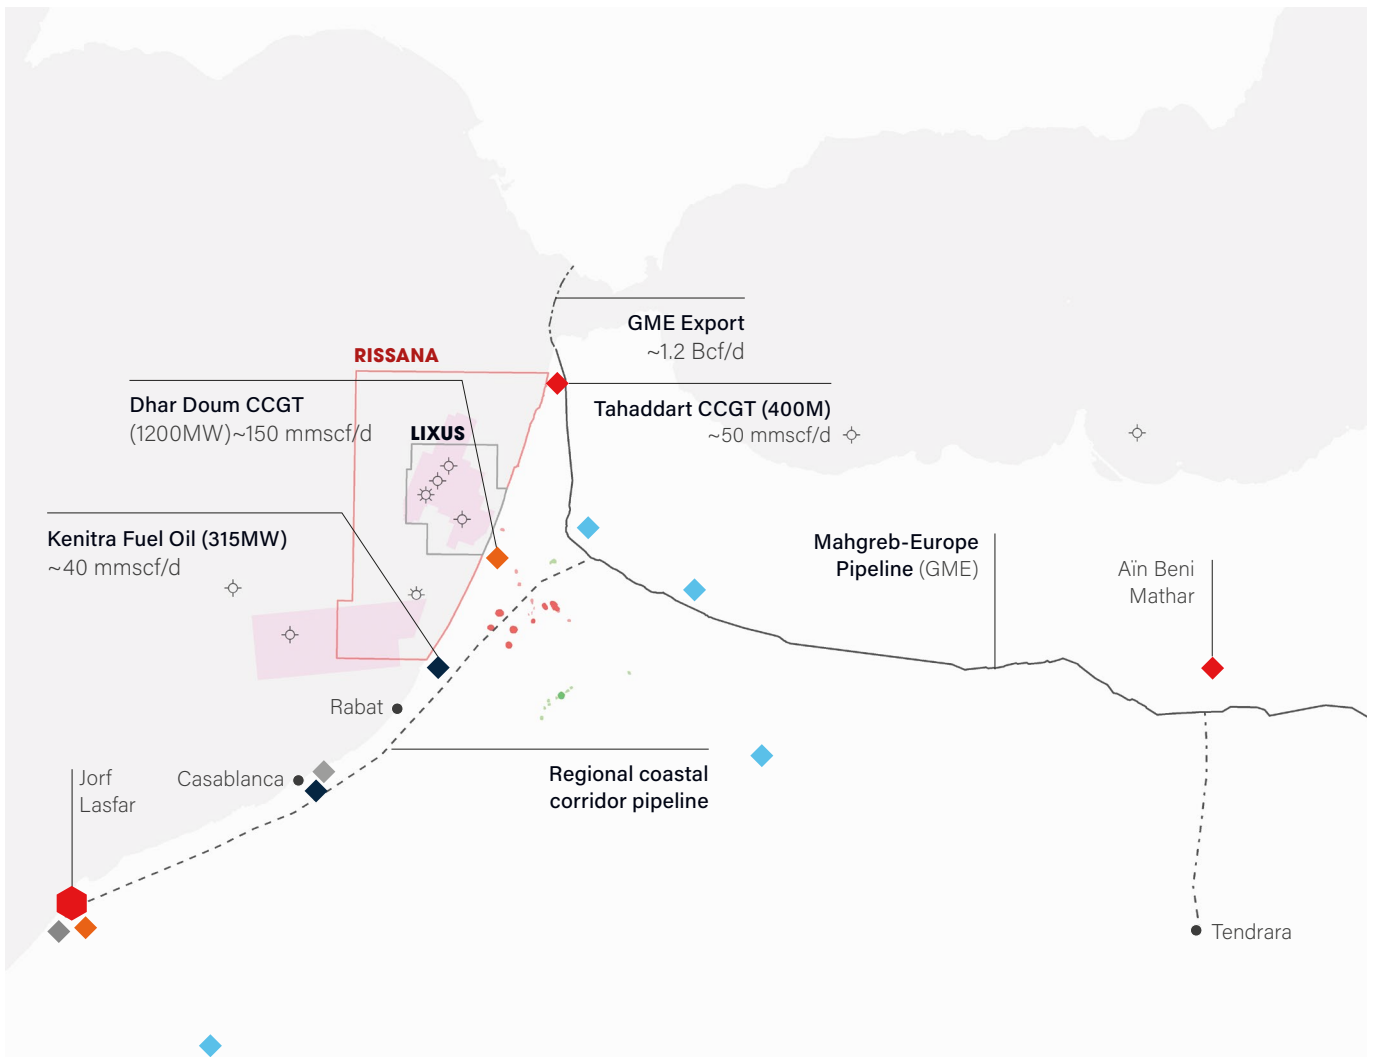 GME Export
~1.2 Bcf/d
RISSANA
Dhar Doum CCGT
(1200MW)~150 mmscf/d
LIXUS
Tahaddart CCGT (400M)
~50 mmscf/d
Kenitra Fuel Oil (315MW)
~40 mmscf/d
Mahgreb-Europe
Pipeline (GME)
Aïn Beni
Mathar
Rabat
Casablanca
Jorf
Lasfar
Regional coastal
corridor pipeline
Tendrara